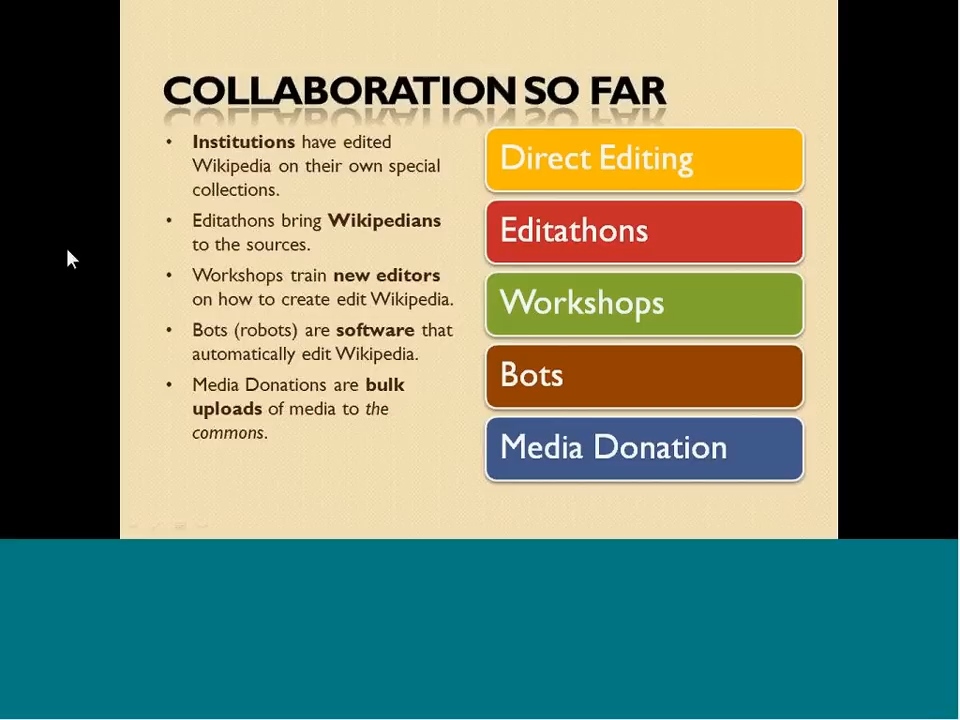 COLLABORATION SO FAR
• Institutions have edited
Wikipedia on their own special
collections.
• Editathons bring Wikipedians
to the sources.
• Workshops train new editors
on how to create edit Wikipedia.
• Bots (robots) are software that
automatically edit Wikipedia.
• Media Donations are bulk
uploads of media to the
commons.
Direct Editing
Editathons
Workshops
Bots
Media Donation